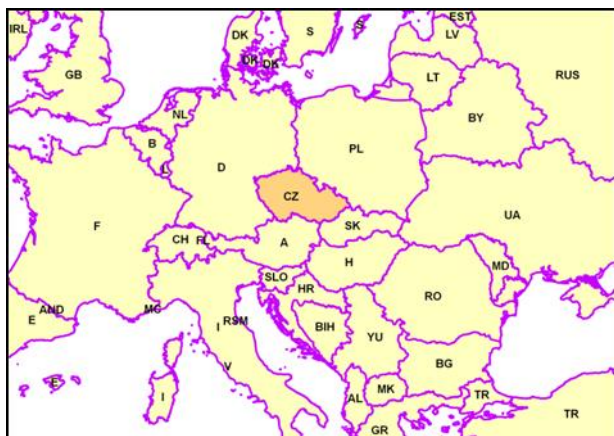 IRL
DK
S
S
EST
LV
GB
DK
DK
LT
RUS
NL
BY
B
PL
L
D
CZ
F
SK
UA
CH
FL
A
H
MD
SLO
HR
RO
AND
MC
E
I
RSM
BIH
YU
V
BG
E
I
AL
MK
TR
GR
TR